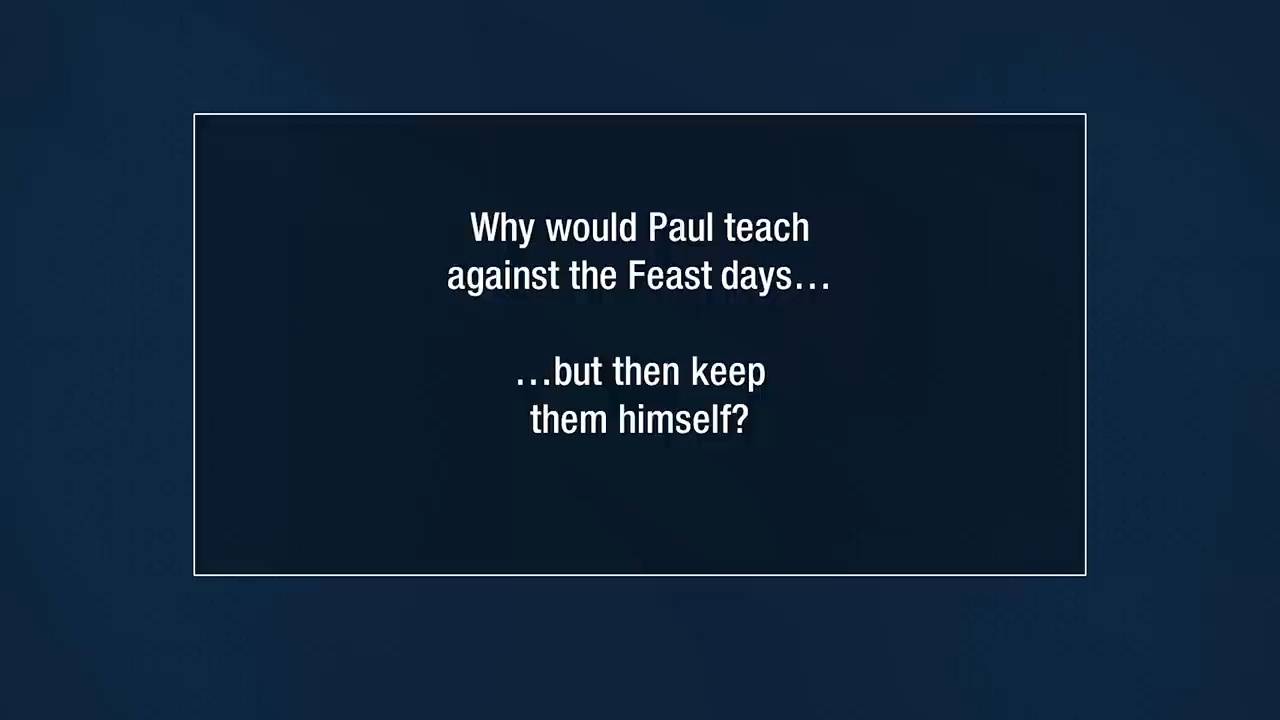 Why would Paul teach
against the Feast days…
…but then keep
them himself?